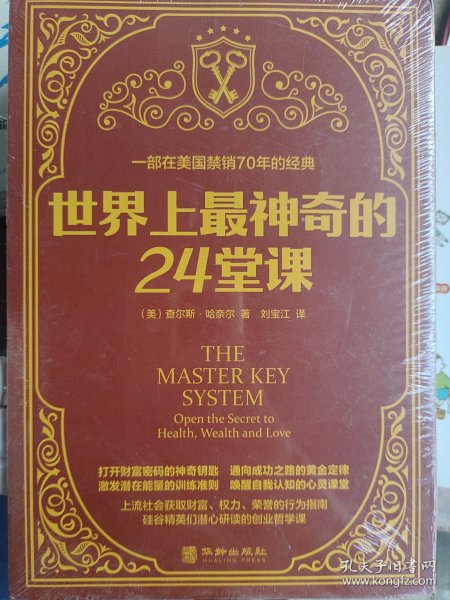 一部在美国禁销70年的经典
世界上最神奇的
24堂课
（美）查尔斯·哈奈尔 著 刘宝江 译
THE
MASTER KEY
SYSTEM
Open the Secret to
Health, Wealth and Love
打开财富密码的神奇钥匙 通向成功之路的黄金定律
激发潜在能量的训练准则 唤醒自我认知的心灵课堂
上流社会获取财富、权力、荣誉的行为指南
硅谷精英们潜心研读的创业哲学课
华龄出版社
HUALING PRESS
孔夫子旧书网
www.kongfz.com